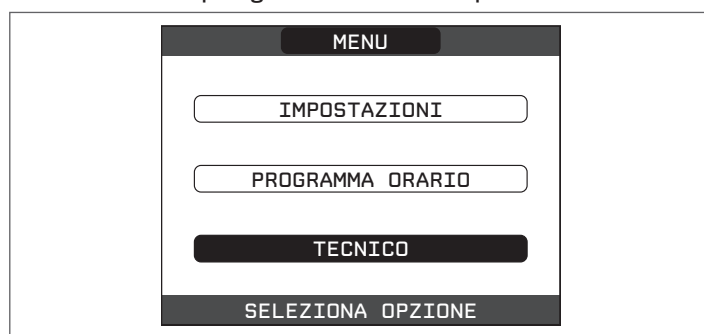 MENU
IMPOSTAZIONI
PROGRAMMA ORARIO
TECNICO
SELEZIONA OPZIONE